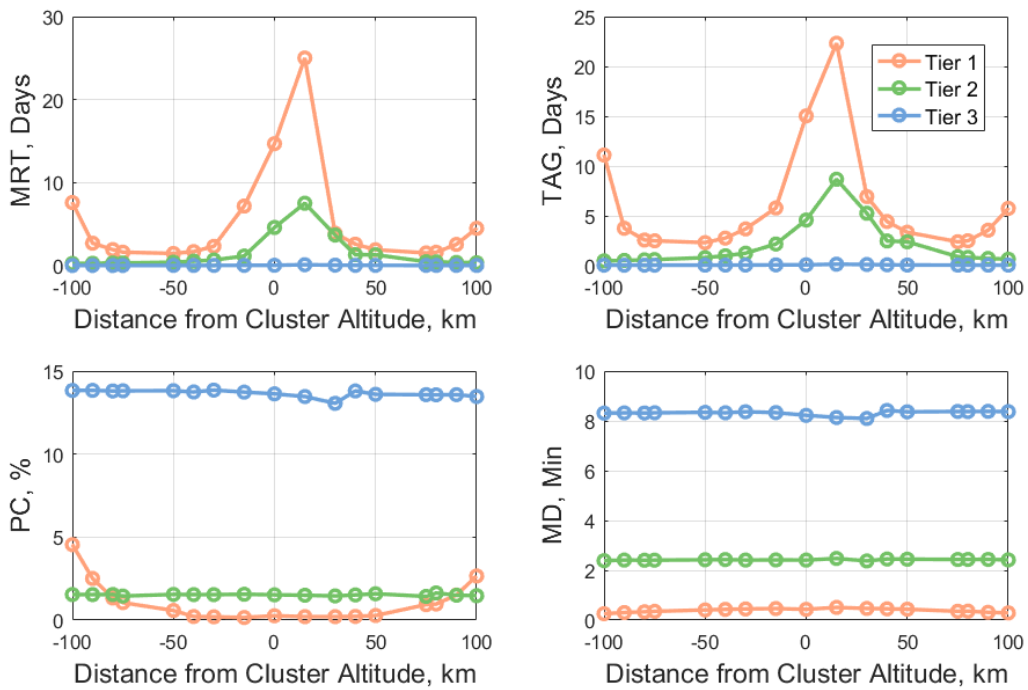 MRT, Days
30
20
10
0
-100 -50 0 50 100
Distance from Cluster Altitude, km
TAG, Days
25
20
15
10
5
0
-100 -50 0 50 100
Distance from Cluster Altitude, km
Tier 1
Tier 2
Tier 3
PC, %
15
10
5
0
-100 -50 0 50 100
Distance from Cluster Altitude, km
MD, Min
10
8
6
4
2
0
-100 -50 0 50 100
Distance from Cluster Altitude, km